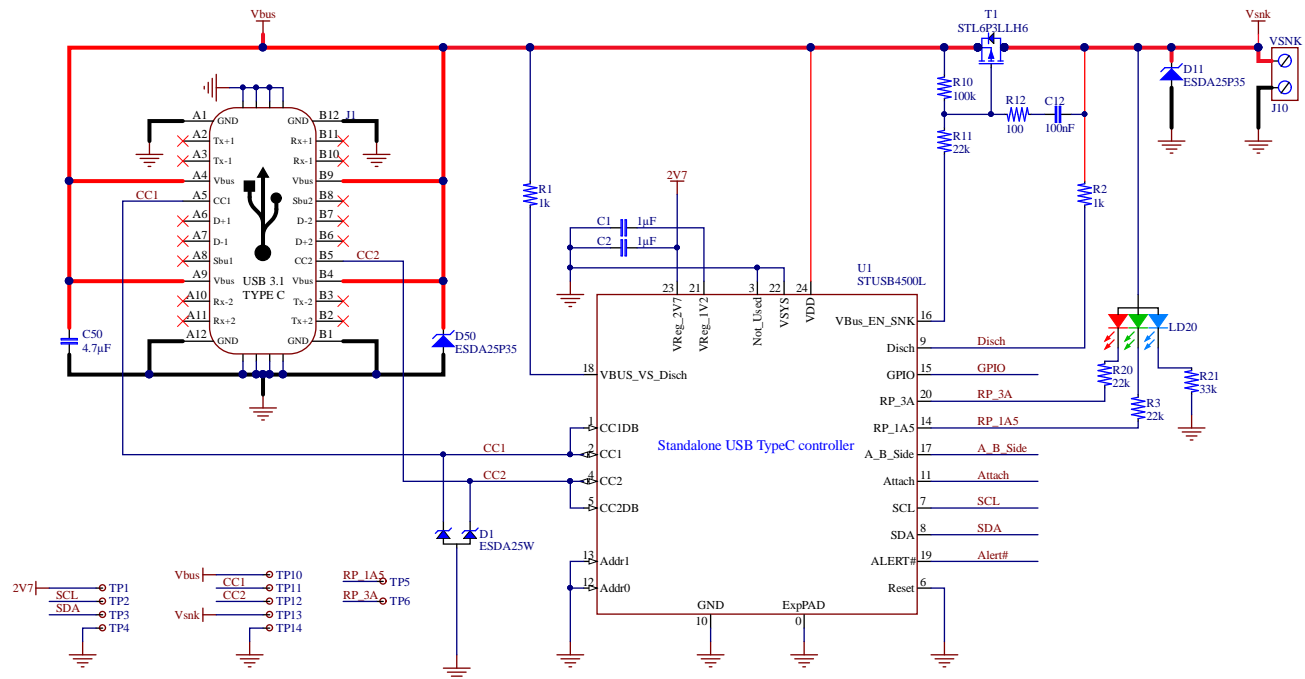 Vbus
T1
STL6P3LLH6
Vsnk
VSNK
J10
D11
ESDA25P35
R10
100k
R12
100
C12
100nF
R11
22k
R2
1k
R1
1k
J1
A1 GND
A2 Tx+1
A3 Tx-1
A4 Vbus
A5 CC1
A6 D+1
A7 D-1
A8 Sbu1
A9 Vbus
A10 Rx-2
A11 Rx+2
A12 GND
GND B12
Rx+1 B11
Rx-1 B10
Vbus B9
Sbu2 B8
D-2 B7
D+2 B6
CC2 B5
Vbus B4
Tx-2 B3
Tx+2 B2
GND B1
USB 3.1
TYPE C
CC1
CC2
C50
4.7µF
D50
ESDA25P35
2V7
C1 1µF
C2 1µF
U1
STUSB4500L
23 VReg_2V7
21 VReg_1V2
3 Not_Used
22 VSYS
24 VDD
18 VBUS_VS_Disch
1 CC1DB
2 CC1
4 CC2
5 CC2DB
13 Addr1
12 Addr0
Standalone USB TypeC controller
VBus_EN_SNK 16
Disch 9 Disch
GPIO 15 GPIO
RP_3A 20 RP_3A
RP_1A5 14 RP_1A5
A_B_Side 17 A_B_Side
Attach 11 Attach
SCL 7 SCL
SDA 8 SDA
ALERT# 19 Alert#
Reset 6
GND
10
ExpPAD
0
LD20
R20
22k
R3
22k
R21
33k
CC1
CC2
D1
ESDA25W
2V7 TP1
SCL TP2
SDA TP3
TP4
Vbus TP10
CC1 TP11
CC2 TP12
Vsnk TP13
TP14
RP_1A5 TP5
RP_3A TP6